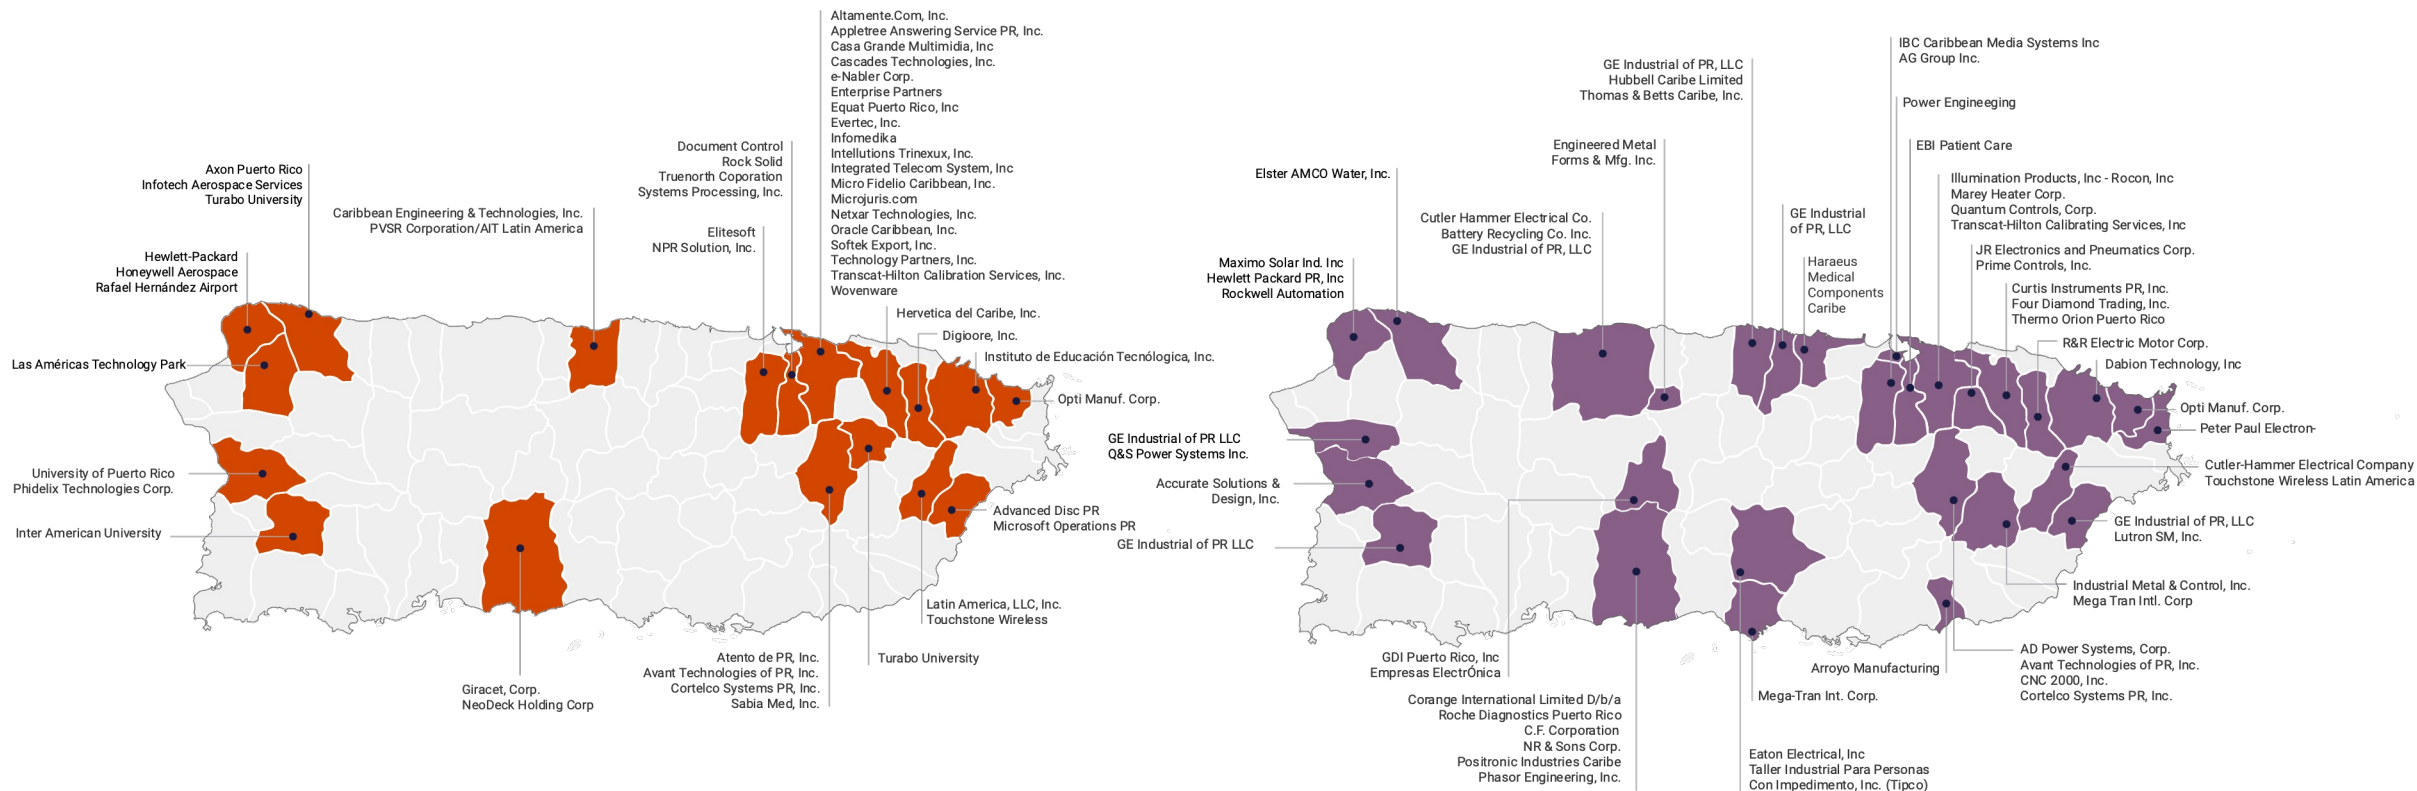 Altamente.Com, Inc.
Appletree Answering Service PR, Inc.
Casa Grande Multimidia, Inc
Cascades Technologies, Inc.
e-Nabler Corp.
Enterprise Partners
Equat Puerto Rico, Inc
Evertec, Inc.
Infomedika
Intellutions Trinexux, Inc.
Integrated Telecom System, Inc
Micro Fidelio Caribbean, Inc.
Microjuris.com
Netxar Technologies, Inc.
Oracle Caribbean, Inc.
Softek Export, Inc.
Technology Partners, Inc.
Transcat-Hilton Calibration Services, Inc.
Wovenware
Document Control
Rock Solid
Truenorth Coporation
Systems Processing, Inc.
Axon Puerto Rico
Infotech Aerospace Services
Turabo University
Caribbean Engineering & Technologies, Inc.
PVSR Corporation/AIT Latin America
Elitesoft
NPR Solution, Inc.
Hewlett-Packard
Honeywell Aerospace
Rafael Hernández Airport
Hervetica del Caribe, Inc.
Digioore, Inc.
Instituto de Educación Tecnólogica, Inc.
Las Américas Technology Park
Opti Manuf. Corp.
University of Puerto Rico
Phidelix Technologies Corp.
Inter American University
Advanced Disc PR
Microsoft Operations PR
Latin America, LLC, Inc.
Touchstone Wireless
Turabo University
Atento de PR, Inc.
Avant Technologies of PR, Inc.
Cortelco Systems PR, Inc.
Sabia Med, Inc.
Giracet, Corp.
NeoDeck Holding Corp
IBC Caribbean Media Systems Inc
AG Group Inc.
GE Industrial of PR, LLC
Hubbell Caribe Limited
Thomas & Betts Caribe, Inc.
Power Engineeging
Engineered Metal
Forms & Mfg. Inc.
EBI Patient Care
Elster AMCO Water, Inc.
Illumination Products, Inc - Rocon, Inc
Marey Heater Corp.
Quantum Controls, Corp.
Transcat-Hilton Calibrating Services, Inc
Cutler Hammer Electrical Co.
Battery Recycling Co. Inc.
GE Industrial of PR, LLC
GE Industrial
of PR, LLC
JR Electronics and Pneumatics Corp.
Prime Controls, Inc.
Maximo Solar Ind. Inc
Hewlett Packard PR, Inc
Rockwell Automation
Haraeus
Medical
Components
Caribe
Curtis Instruments PR, Inc.
Four Diamond Trading, Inc.
Thermo Orion Puerto Rico
R&R Electric Motor Corp.
Dabion Technology, Inc
Opti Manuf. Corp.
Peter Paul Electron-
GE Industrial of PR LLC
Q&S Power Systems Inc.
Cutler-Hammer Electrical Company
Touchstone Wireless Latin America
Accurate Solutions &
Design, Inc.
GE Industrial of PR, LLC
Lutron SM, Inc.
GE Industrial of PR LLC
Industrial Metal & Control, Inc.
Mega Tran Intl. Corp
GDI Puerto Rico, Inc
Empresas ElectrÓnica
Arroyo Manufacturing
AD Power Systems, Corp.
Avant Technologies of PR, Inc.
CNC 2000, Inc.
Cortelco Systems PR, Inc.
Mega-Tran Int. Corp.
Corange International Limited D/b/a
Roche Diagnostics Puerto Rico
C.F. Corporation
NR & Sons Corp.
Positronic Industries Caribe
Phasor Engineering, Inc.
Eaton Electrical, Inc
Taller Industrial Para Personas
Con Impedimento, Inc. (Tipco)